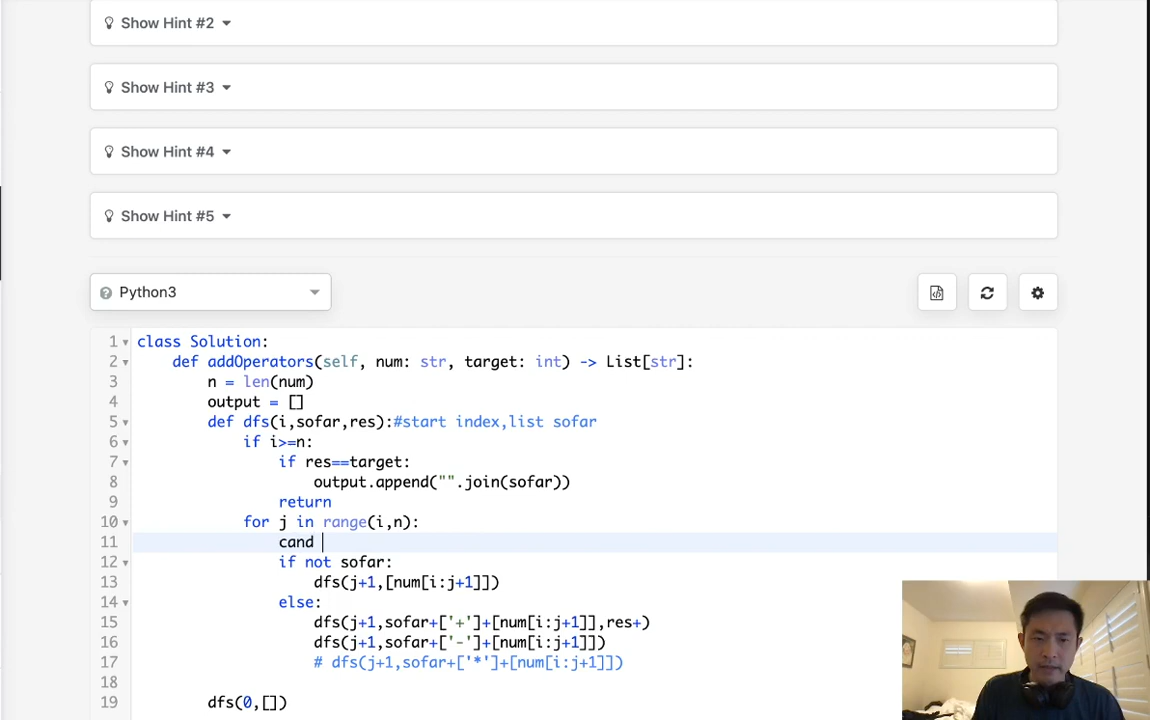 Show Hint #2
Show Hint #3
Show Hint #4
Show Hint #5
Python3
1 class Solution:
2 def addOperators(self, num: str, target: int) -> List[str]:
3 n = len(num)
4 output = []
5 def dfs(i,sofar,res):#start index,list sofar
6 if i>=n:
7 if res==target:
8 output.append("".join(sofar))
9 return
10 for j in range(i,n):
11 cand
12 if not sofar:
13 dfs(j+1,[num[i:j+1]])
14 else:
15 dfs(j+1,sofar+['+']+[num[i:j+1]],res+)
16 dfs(j+1,sofar+['-']+[num[i:j+1]])
17 # dfs(j+1,sofar+['*']+[num[i:j+1]])
18
19 dfs(0,[])